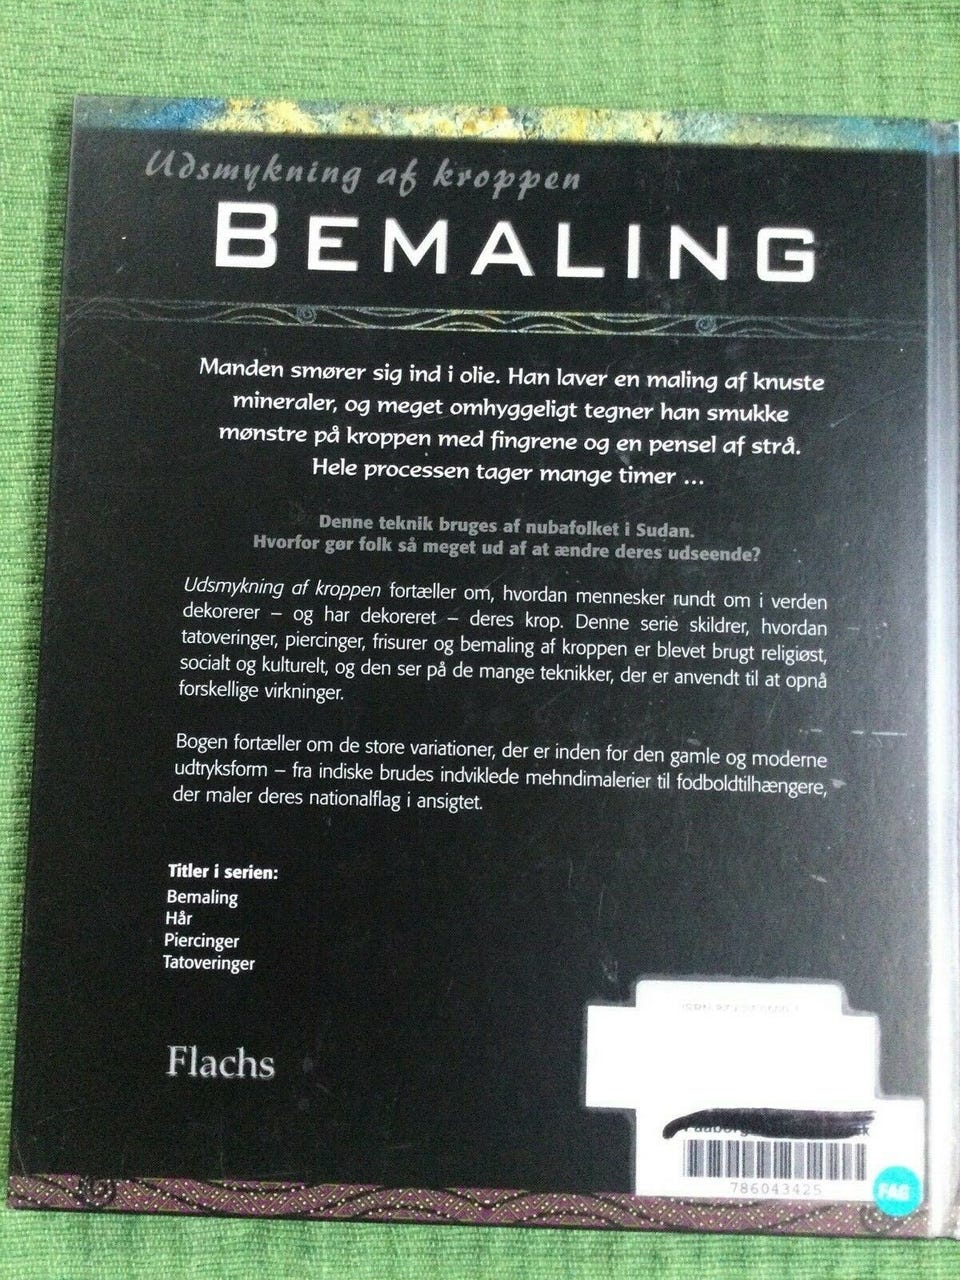 Udsmykning af kroppen
BEMALING
Manden smører sig ind i olie. Han laver en maling af knuste
mineraler, og meget omhyggeligt tegner han smukke
mønstre på kroppen med fingrene og en pensel af strå.
Hele processen tager mange timer ...
Denne teknik bruges af nubafolket i Sudan.
Hvorfor gør folk så meget ud af at ændre deres udseende?
Udsmykning af kroppen fortæller om, hvordan mennesker rundt om i verden
dekorerer – og har dekoreret – deres krop. Denne serie skildrer, hvordan
tatoveringer, piercinger, frisurer og bemaling af kroppen er blevet brugt religiøst,
socialt og kulturelt, og den ser på de mange teknikker, der er anvendt til at opnå
forskellige virkninger.
Bogen fortæller om de store variationer, der er inden for den gamle og moderne
udtryksform – fra indiske brudes indviklede mehndimalerier til fodboldtilhængere,
der maler deres nationalflag i ansigtet.
Titler i serien:
Bemaling
Hår
Piercinger
Tatoveringer
Flachs
786043425
FAG